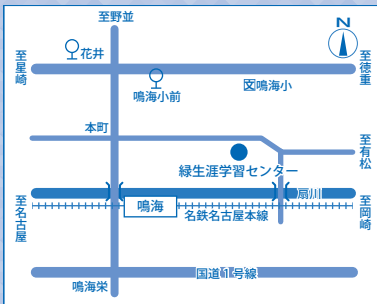 至野並
N
花井
至星崎
至徳重
鳴海小前
鳴海小
本町
至有松
緑生涯学習センター
扇川
至名古屋
鳴海
名鉄名古屋本線
至岡崎
国道1号線
鳴海栄